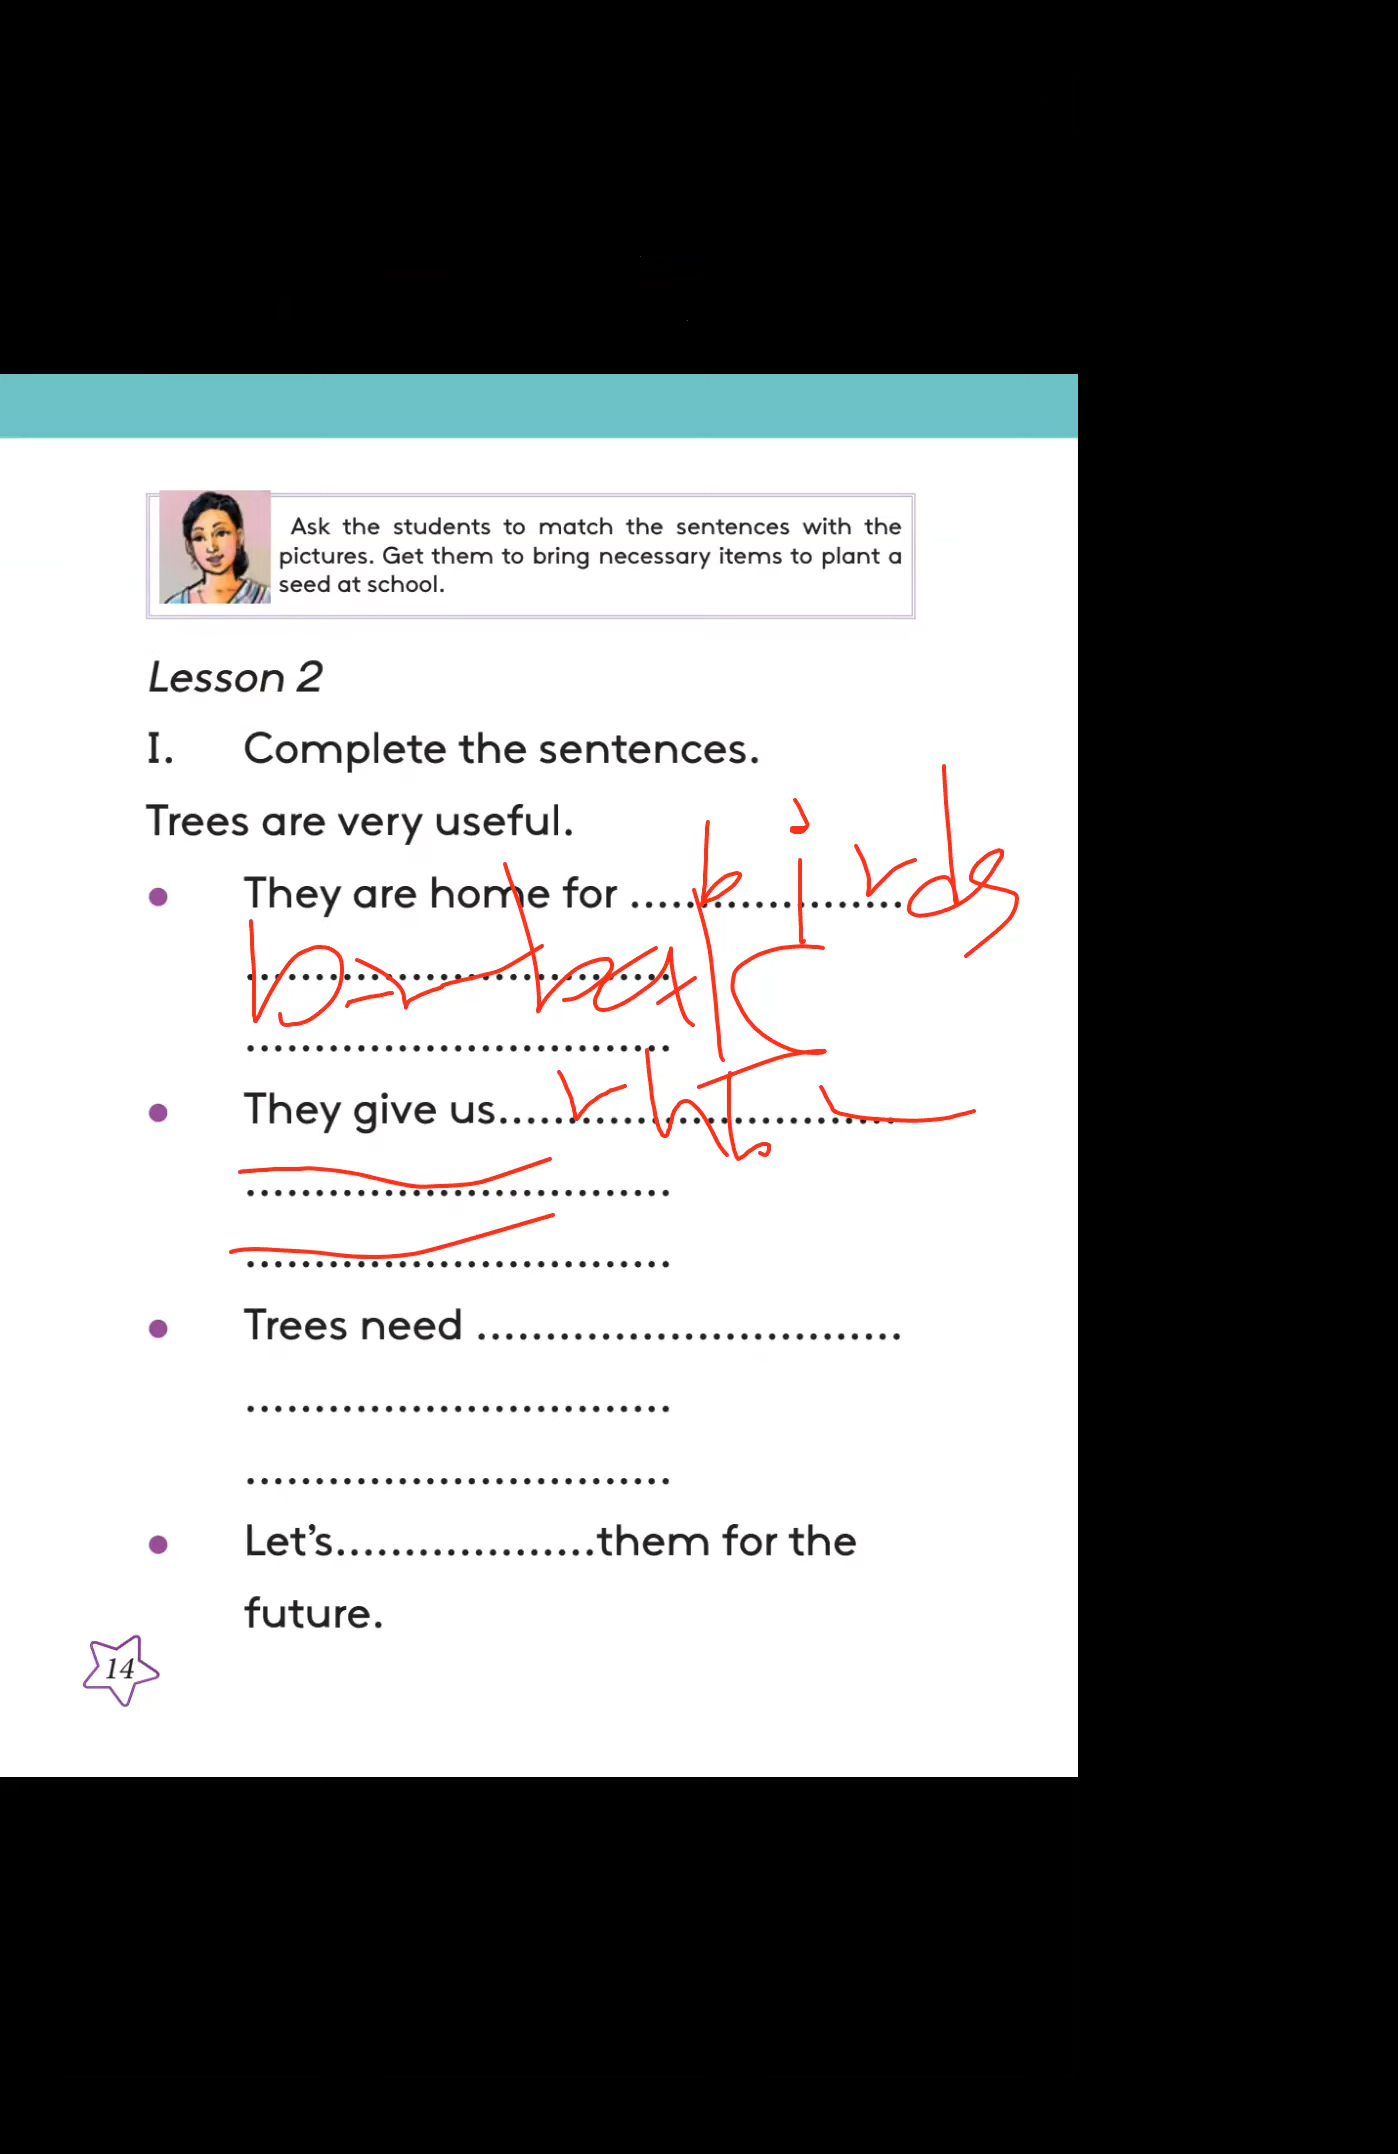 Ask the students to match the sentences with the
pictures. Get them to bring necessary items to plant a
seed at school.
Lesson 2
I. Complete the sentences.
Trees are very useful.
• They are home for ....................
birds
...............................
...............................
• They give us.............................
...............................
...............................
• Trees need ...............................
...............................
...............................
• Let's...................them for the
future.
14